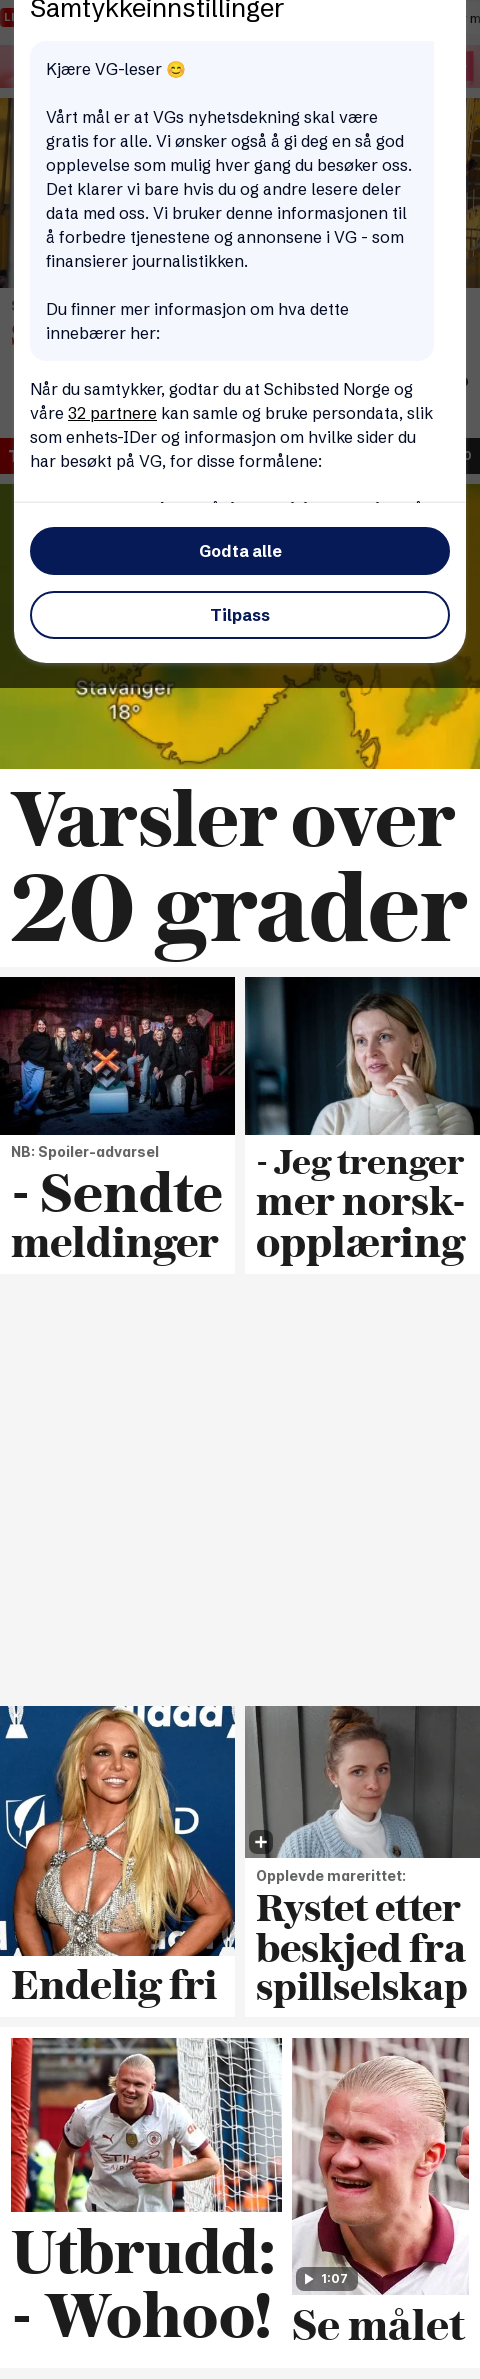 Samtykkeinnstillinger
Kjære VG-leser 😊
Vårt mål er at VGs nyhetsdekning skal være
gratis for alle. Vi ønsker også å gi deg en så god
opplevelse som mulig hver gang du besøker oss.
Det klarer vi bare hvis du og andre lesere deler
data med oss. Vi bruker denne informasjonen til
å forbedre tjenestene og annonsene i VG - som
finansierer journalistikken.
Du finner mer informasjon om hva dette
innebærer her:
Når du samtykker, godtar du at Schibsted Norge og
våre 32 partnere kan samle og bruke persondata, slik
som enhets-IDer og informasjon om hvilke sider du
har besøkt på VG, for disse formålene:
Godta alle
Tilpass
Stavanger
18°
Varsler over
20 grader
NB: Spoiler-advarsel
- Sendte
meldinger
- Jeg trenger
mer norsk-
opplæring
Endelig fri
Opplevde marerittet:
Rystet etter
beskjed fra
spillselskap
Utbrudd:
- Wohoo!
1:07
Se målet